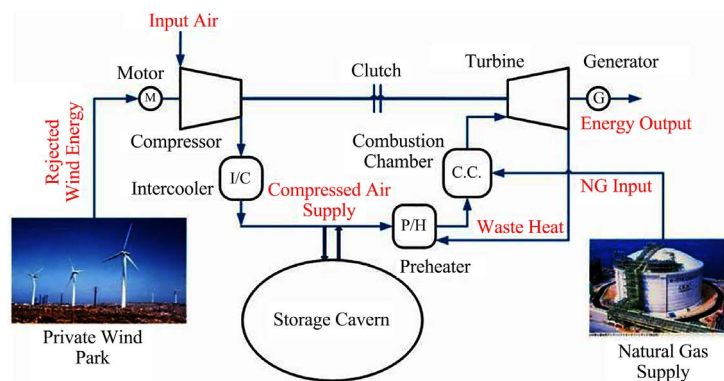 Input Air
Motor
M
Compressor
Clutch
Turbine
Generator
G
Energy Output
Rejected
Wind Energy
Intercooler
I/C
Compressed Air
Supply
Combustion
Chamber
C.C.
NG Input
P/H
Waste Heat
Preheater
Storage Cavern
Private Wind
Park
Natural Gas
Supply